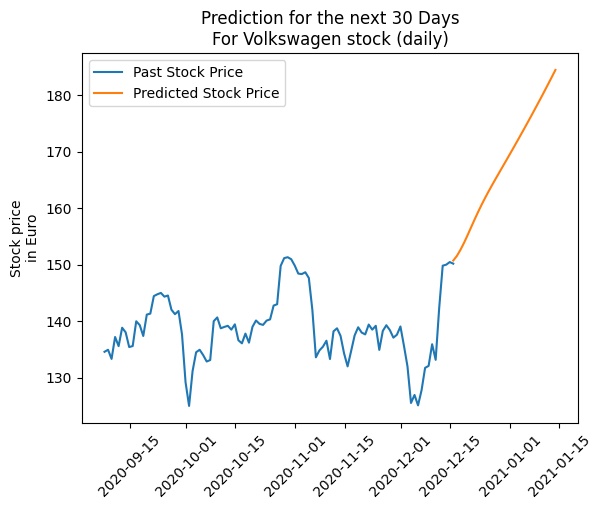 Prediction for the next 30 Days
For Volkswagen stock (daily)
Past Stock Price
Predicted Stock Price
Stock price
in Euro
180
170
160
150
140
130
2020-09-15
2020-10-01
2020-10-15
2020-11-01
2020-11-15
2020-12-01
2020-12-15
2021-01-01
2021-01-15